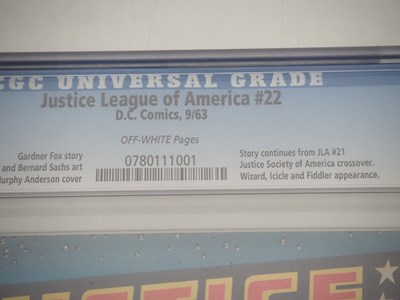 CGC UNIVERSAL GRADE
Justice League of America #22
D.C. Comics, 9/63
OFF-WHITE Pages
Gardner Fox story
and Bernard Sachs art
Murphy Anderson cover
0780111001
Story continues from JLA #21
Justice Society of America crossover.
Wizard, Icicle and Fiddler appearance.
JUSTICE